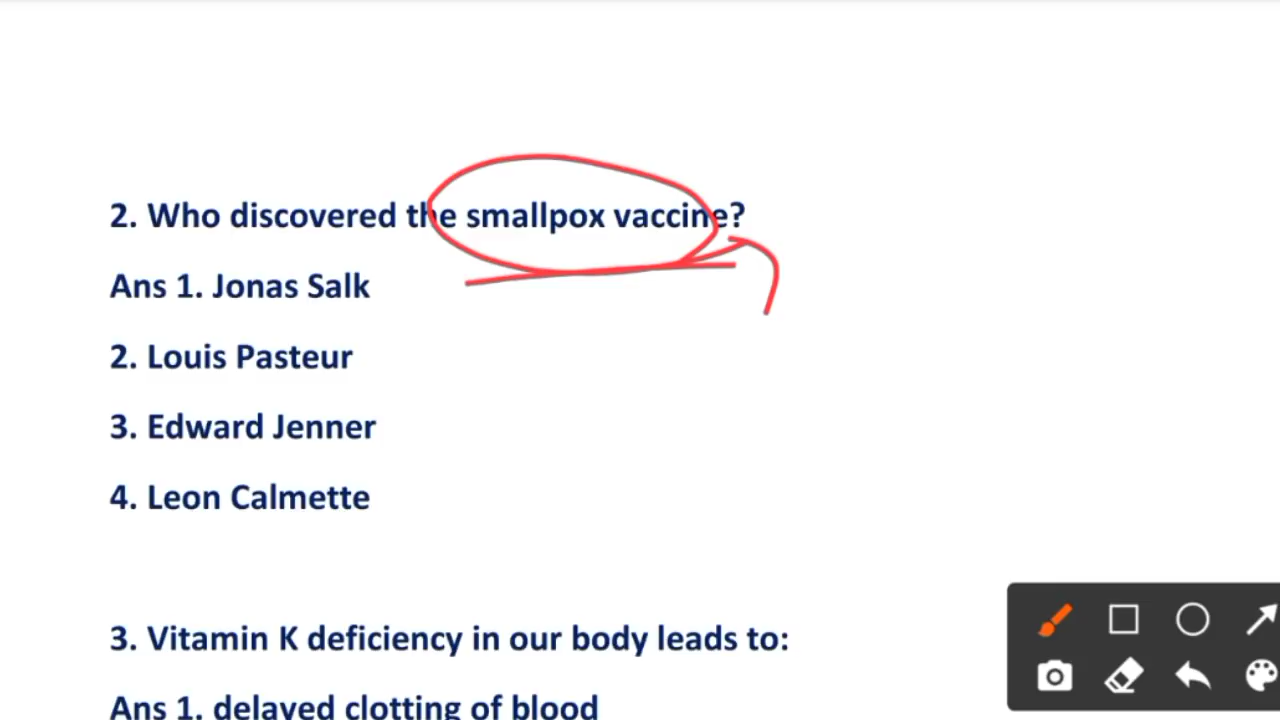 2. Who discovered the smallpox vaccine?
Ans 1. Jonas Salk
2. Louis Pasteur
3. Edward Jenner
4. Leon Calmette
3. Vitamin K deficiency in our body leads to:
Ans 1. delayed clotting of blood